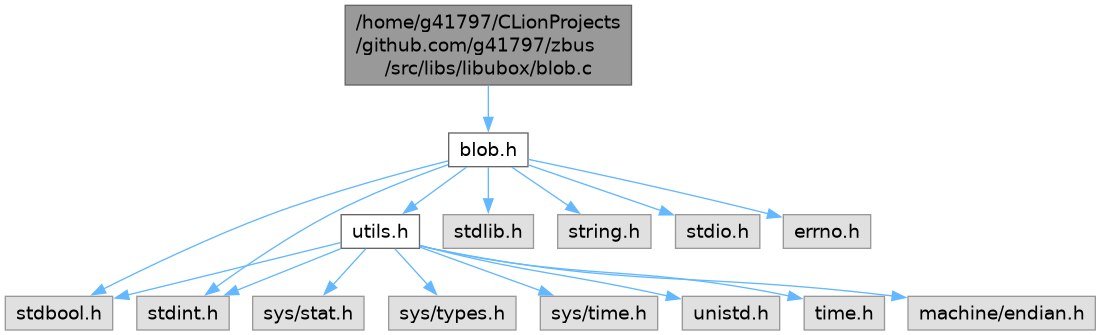 /home/g41797/CLionProjects
/github.com/g41797/zbus
/src/libs/libubox/blob.c
blob.h
utils.h
stdlib.h
string.h
stdio.h
errno.h
stdbool.h
stdint.h
sys/stat.h
sys/types.h
sys/time.h
unistd.h
time.h
machine/endian.h